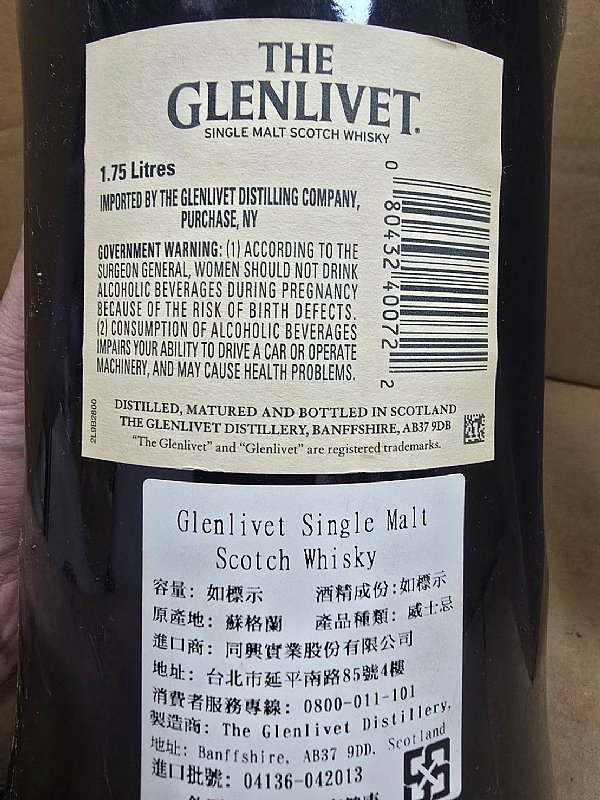 THE
GLENLIVET.
SINGLE MALT SCOTCH WHISKY
1.75 Litres
IMPORTED BY THE GLENLIVET DISTILLING COMPANY,
PURCHASE, NY
GOVERNMENT WARNING: (1) ACCORDING TO THE
SURGEON GENERAL, WOMEN SHOULD NOT DRINK
ALCOHOLIC BEVERAGES DURING PREGNANCY
BECAUSE OF THE RISK OF BIRTH DEFECTS.
(2) CONSUMPTION OF ALCOHOLIC BEVERAGES
IMPAIRS YOUR ABILITY TO DRIVE A CAR OR OPERATE
MACHINERY, AND MAY CAUSE HEALTH PROBLEMS.
0 80432 40072 2
2L9B2800
DISTILLED, MATURED AND BOTTLED IN SCOTLAND
THE GLENLIVET DISTILLERY, BANFFSHIRE, AB37 9DB
"The Glenlivet" and "Glenlivet" are registered trademarks.
Glenlivet Single Malt
Scotch Whisky
容量: 如標示 酒精成份:如標示
原產地: 蘇格蘭 產品種類: 威士忌
進口商: 同興實業股份有限公司
地址: 台北市延平南路85號4樓
消費者服務專線: 0800-011-101
製造商: The Glenlivet Distillery,
地址: Banffshire, AB37 9DD, Scotland
進口批號: 04136-042013